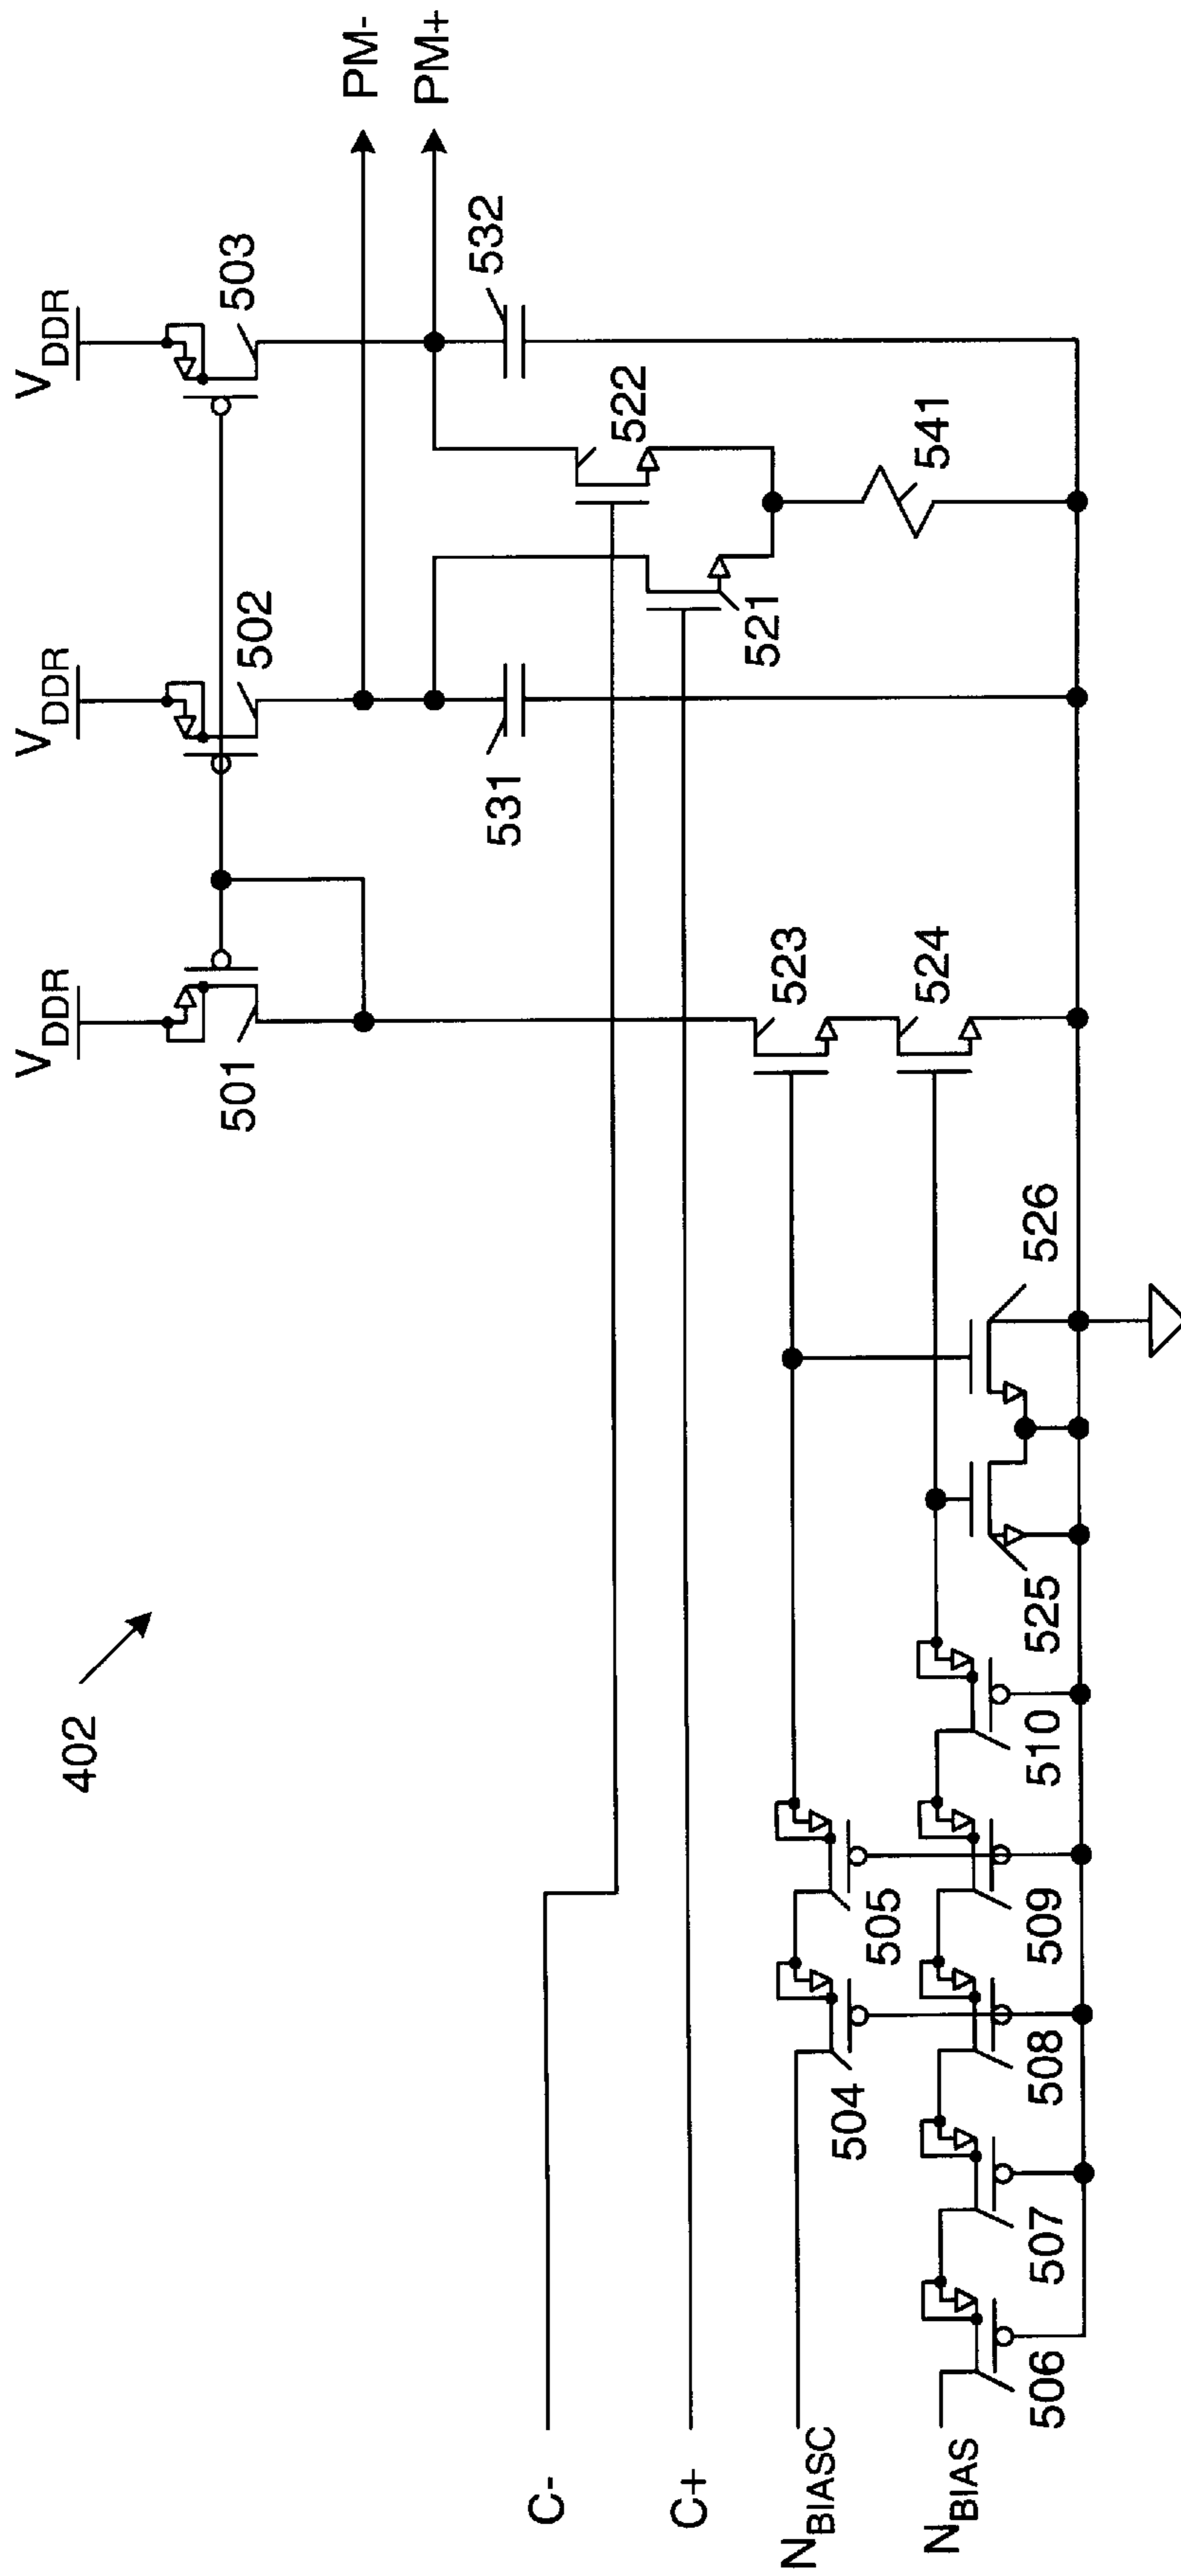 402
V_DDR
V_DDR
V_DDR
501
502
503
PM-
PM+
531
532
522
521
541
523
524
C-
C+
N_BIASC
N_BIAS
504
505
506
507
508
509
510
525
526